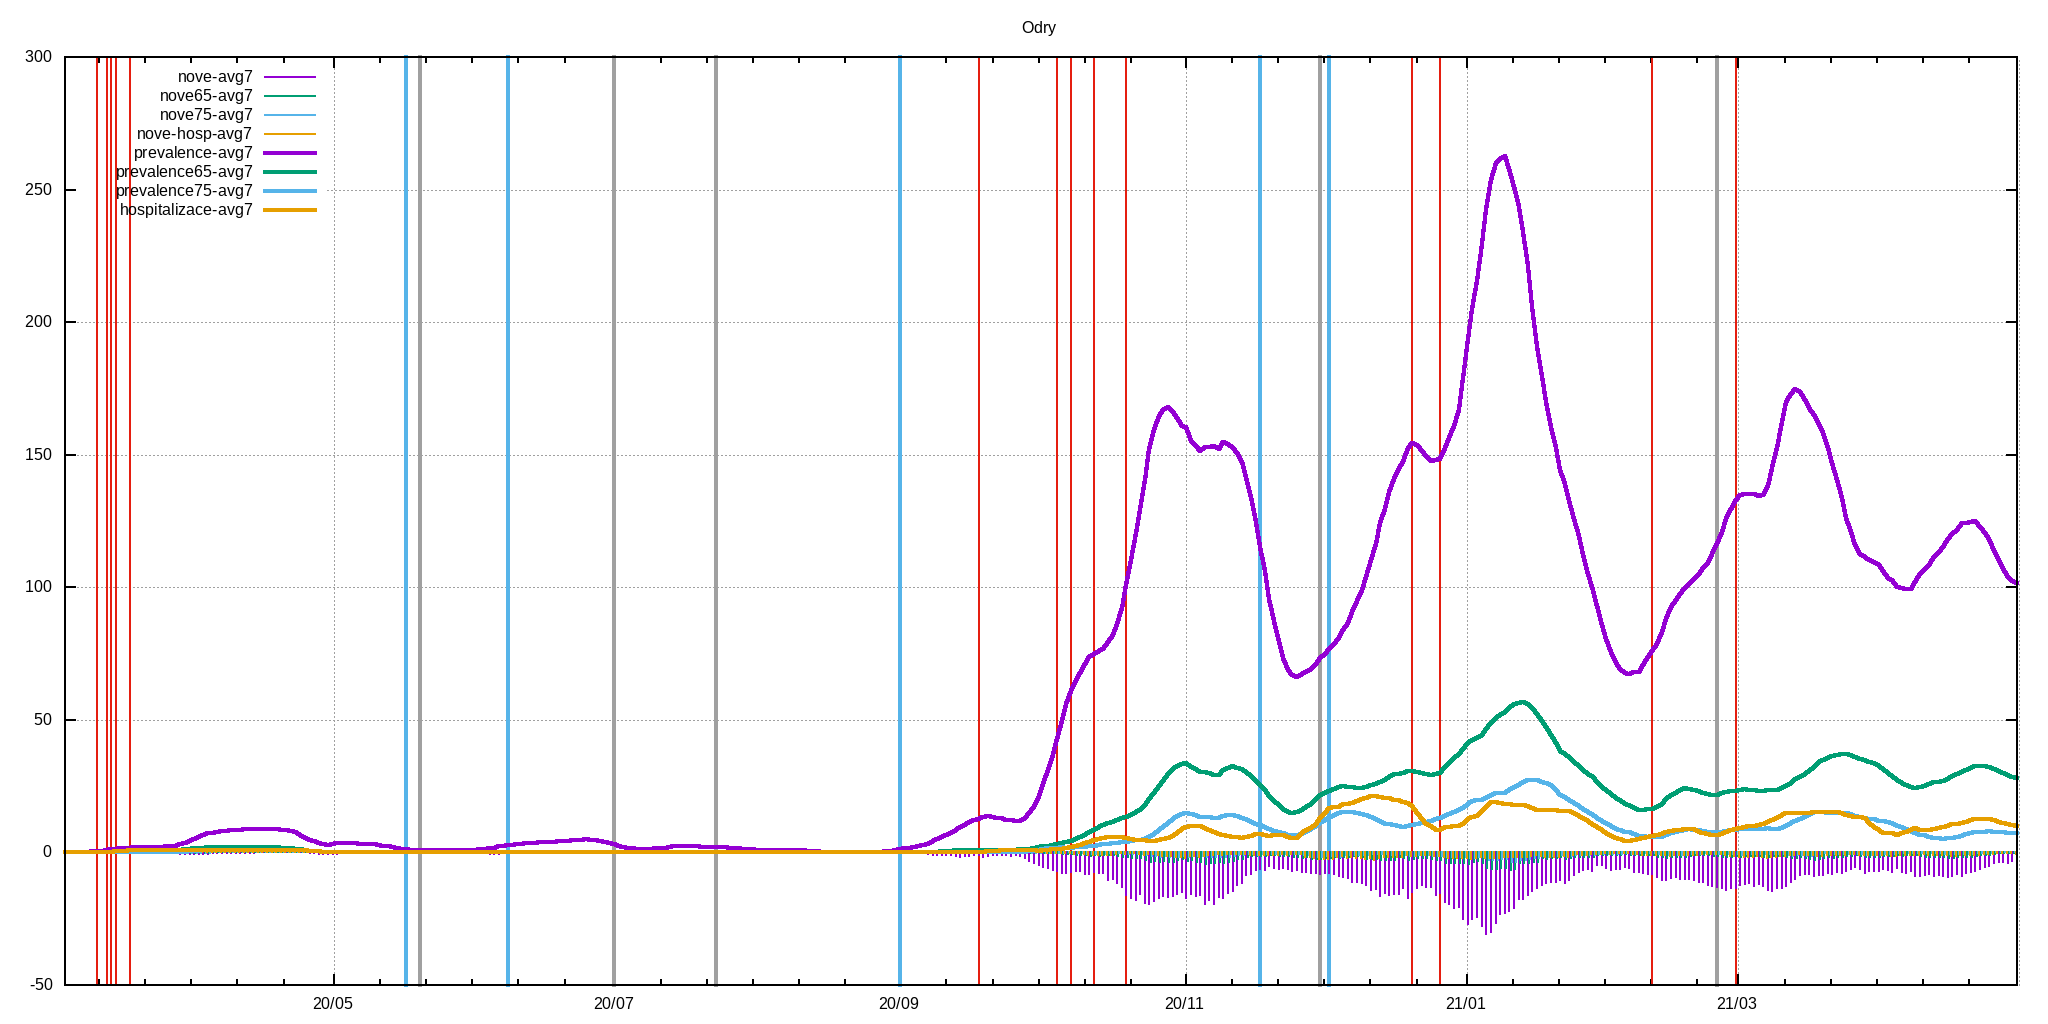 Odry
300
250
200
150
100
50
0
-50
nove-avg7
nove65-avg7
nove75-avg7
nove-hosp-avg7
prevalence-avg7
prevalence65-avg7
prevalence75-avg7
hospitalizace-avg7
20/05 20/07 20/09 20/11 21/01 21/03